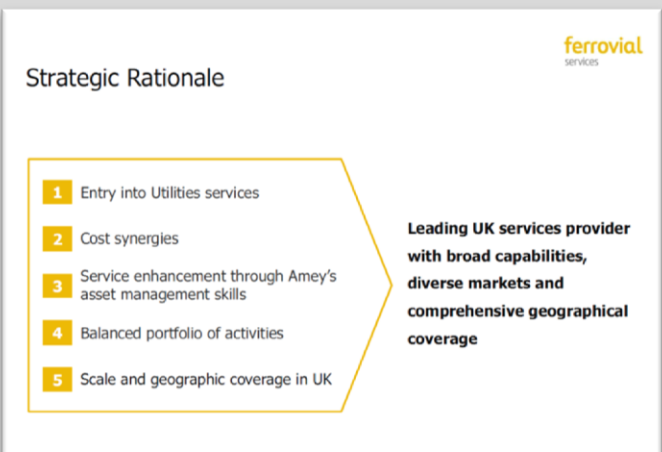 ferrovial
services
Strategic Rationale
1 Entry into Utilities services
2 Cost synergies
3 Service enhancement through Amey's
asset management skills
4 Balanced portfolio of activities
5 Scale and geographic coverage in UK
Leading UK services provider
with broad capabilities,
diverse markets and
comprehensive geographical
coverage